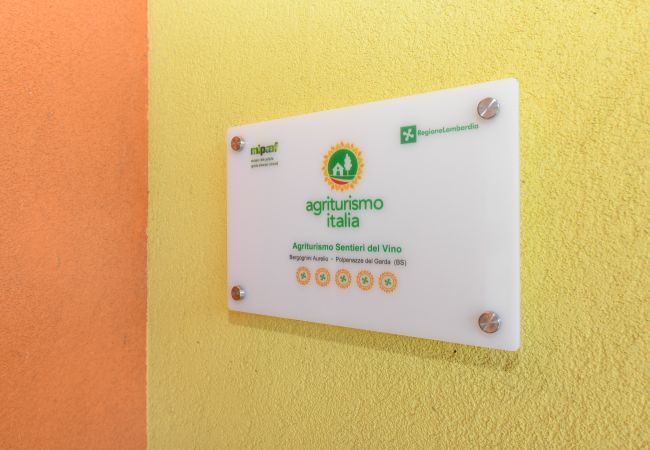 mipaaf
RegioneLombardia
agriturismo
italia
Agriturismo Sentieri del Vino
Bergognini Aurelio - Polpenazze del Garda (BS)